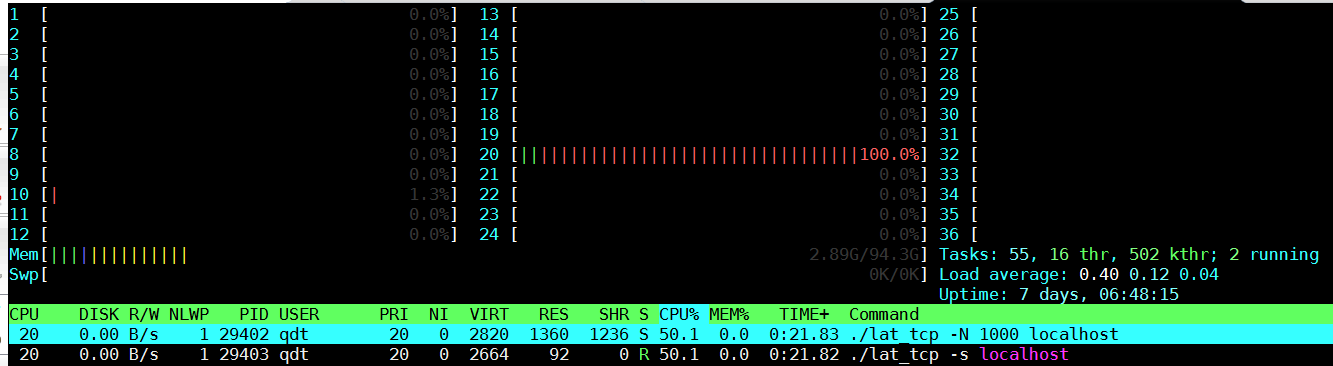 1 [ 0.0%] 13 [ 0.0%] 25 [
2 [ 0.0%] 14 [ 0.0%] 26 [
3 [ 0.0%] 15 [ 0.0%] 27 [
4 [ 0.0%] 16 [ 0.0%] 28 [
5 [ 0.0%] 17 [ 0.0%] 29 [
6 [ 0.0%] 18 [ 0.0%] 30 [
7 [ 0.0%] 19 [ 0.0%] 31 [
8 [ 0.0%] 20 [||||||||||||||||||||||||||||||||||100.0%] 32 [
9 [ 0.0%] 21 [ 0.0%] 33 [
10 [| 1.3%] 22 [ 0.0%] 34 [
11 [ 0.0%] 23 [ 0.0%] 35 [
12 [ 0.0%] 24 [ 0.0%] 36 [
Mem[|||||||||||||| 2.89G/94.3G] Tasks: 55, 16 thr, 502 kthr; 2 running
Swp[ 0K/0K] Load average: 0.40 0.12 0.04
Uptime: 7 days, 06:48:15
CPU DISK R/W NLWP PID USER PRI NI VIRT RES SHR S CPU% MEM% TIME+ Command
20 0.00 B/s 1 29402 qdt 20 0 2820 1360 1236 S 50.1 0.0 0:21.83 ./lat_tcp -N 1000 localhost
20 0.00 B/s 1 29403 qdt 20 0 2664 92 0 R 50.1 0.0 0:21.82 ./lat_tcp -s localhost